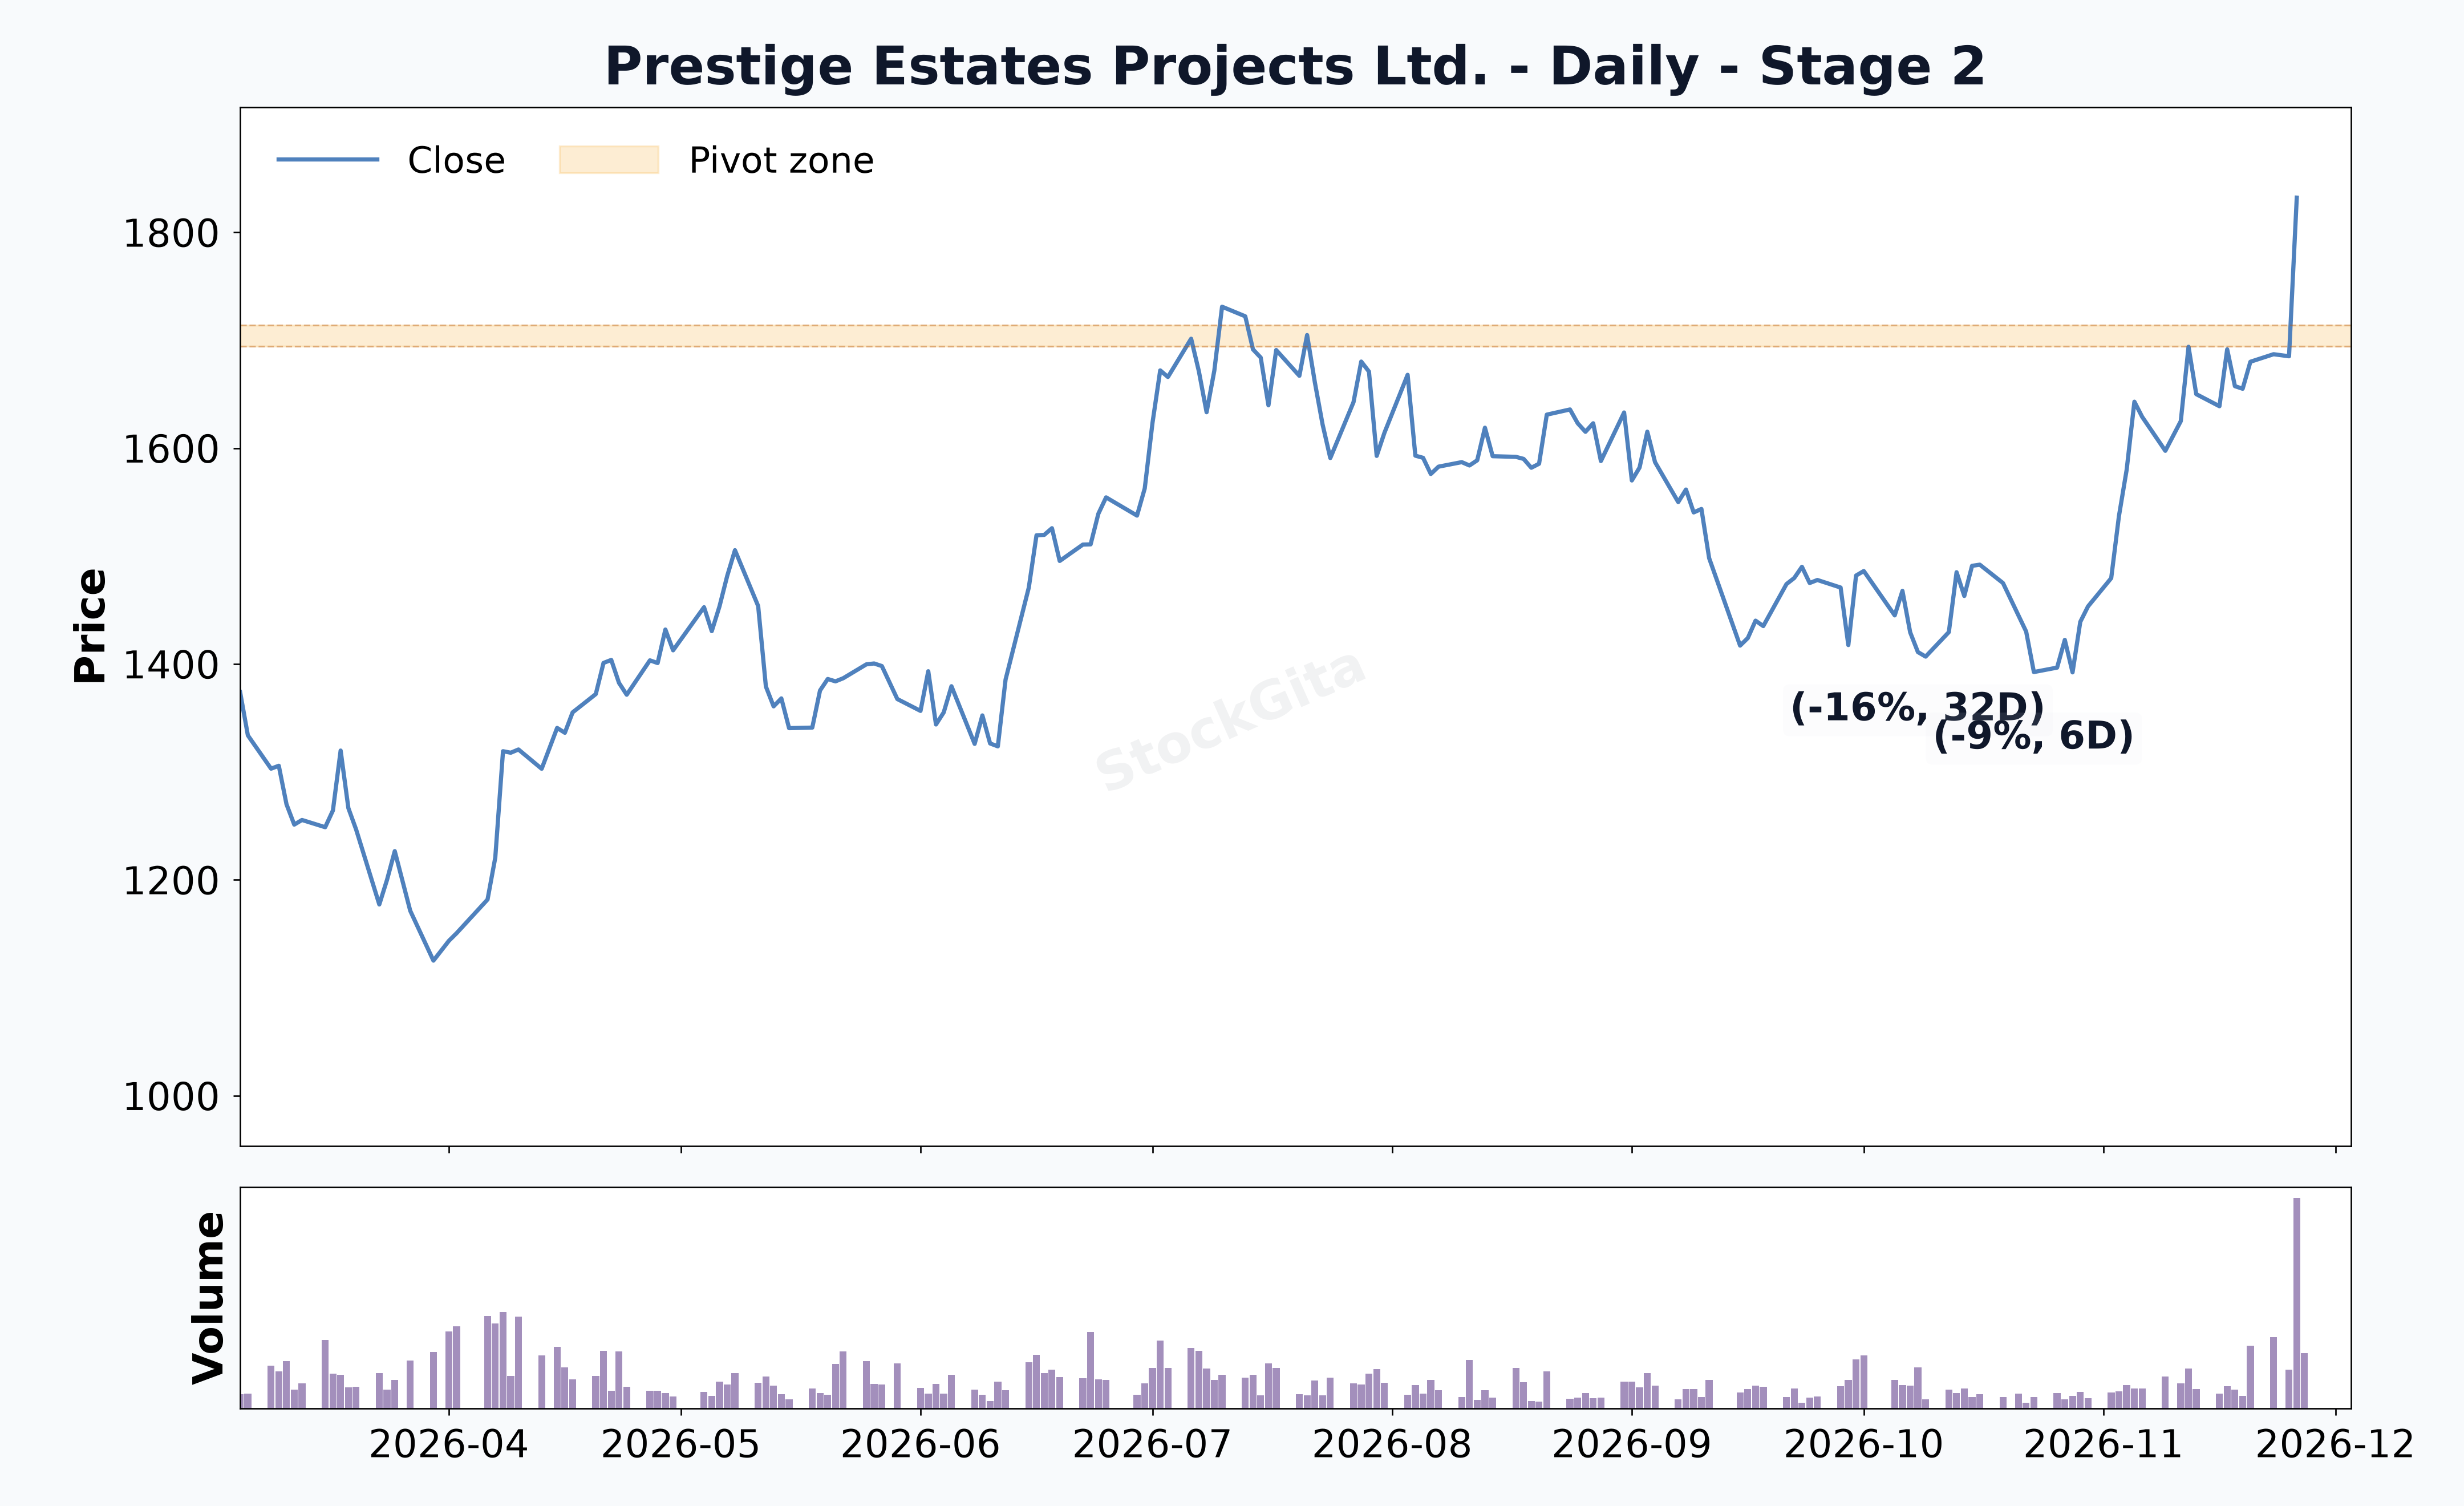 Prestige Estates Projects Ltd. - Daily - Stage 2
Close
Pivot zone
1800
1600
1400
1200
1000
Price
StockGita
(-16%, 32D)
(-9%, 6D)
Volume
2026-04
2026-05
2026-06
2026-07
2026-08
2026-09
2026-10
2026-11
2026-12